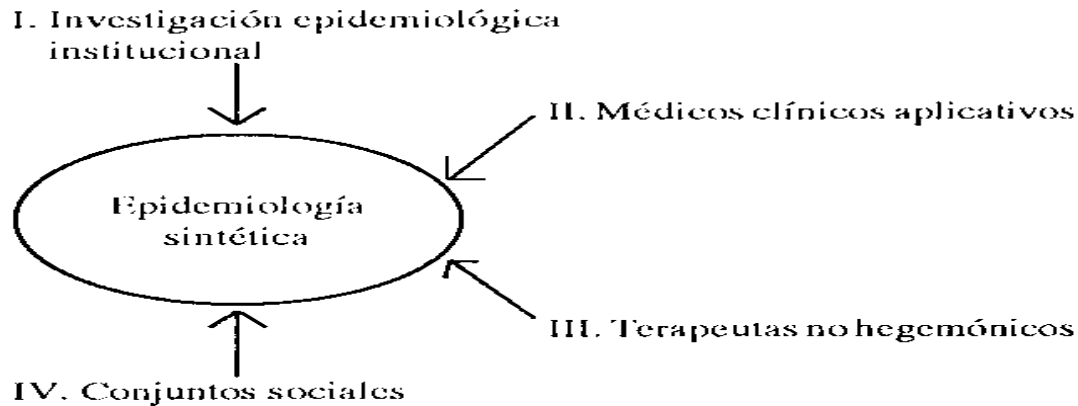 I. Investigación epidemiológica
institucional
II. Médicos clínicos aplicativos
Epidemiología
sintética
III. Terapeutas no hegemónicos
IV. Conjuntos sociales